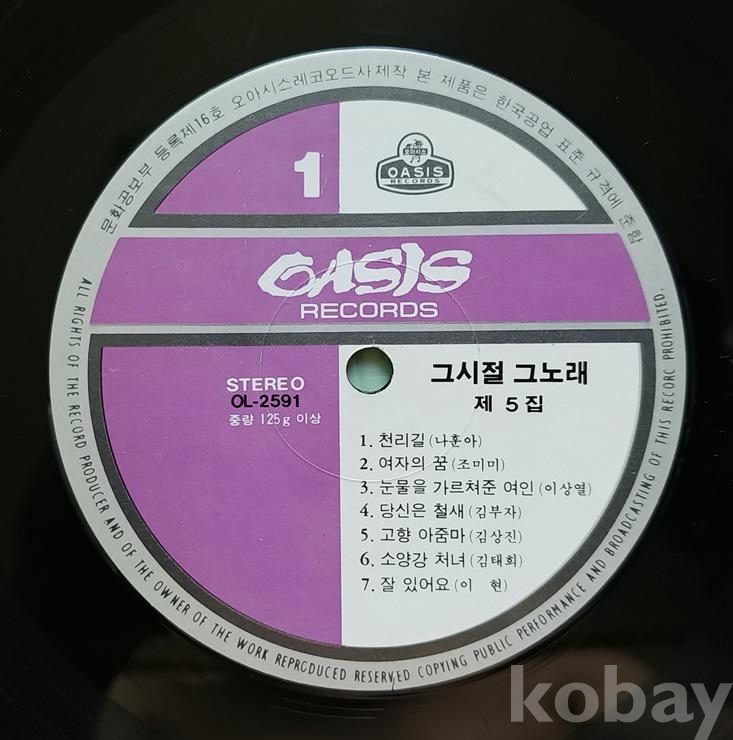 문화공보부 등록제16호 오아시스레코오드사제작 본 제품은 한국공업 표준 규격에 준함
1
오아시스
OASIS
RECORDS
OASIS
RECORDS
STEREO
OL-2591
중량 125g 이상
그시절 그노래
제 5 집
1. 천리길 (나훈아)
2. 여자의 꿈 (조미미)
3. 눈물을 가르쳐준 여인 (이상열)
4. 당신은 철새 (김부자)
5. 고향 아줌마 (김상진)
6. 소양강 처녀 (김태희)
7. 잘 있어요 (이 현)
ALL RIGHTS OF THE RECORD PRODUCER AND OF THE OWNER OF THE WORK REPRCDUCED RESERVED COPYING PUBLIC PERFORMANCE AND BROADCASTING OF THIS RECORC PROHIBITED.
kobay